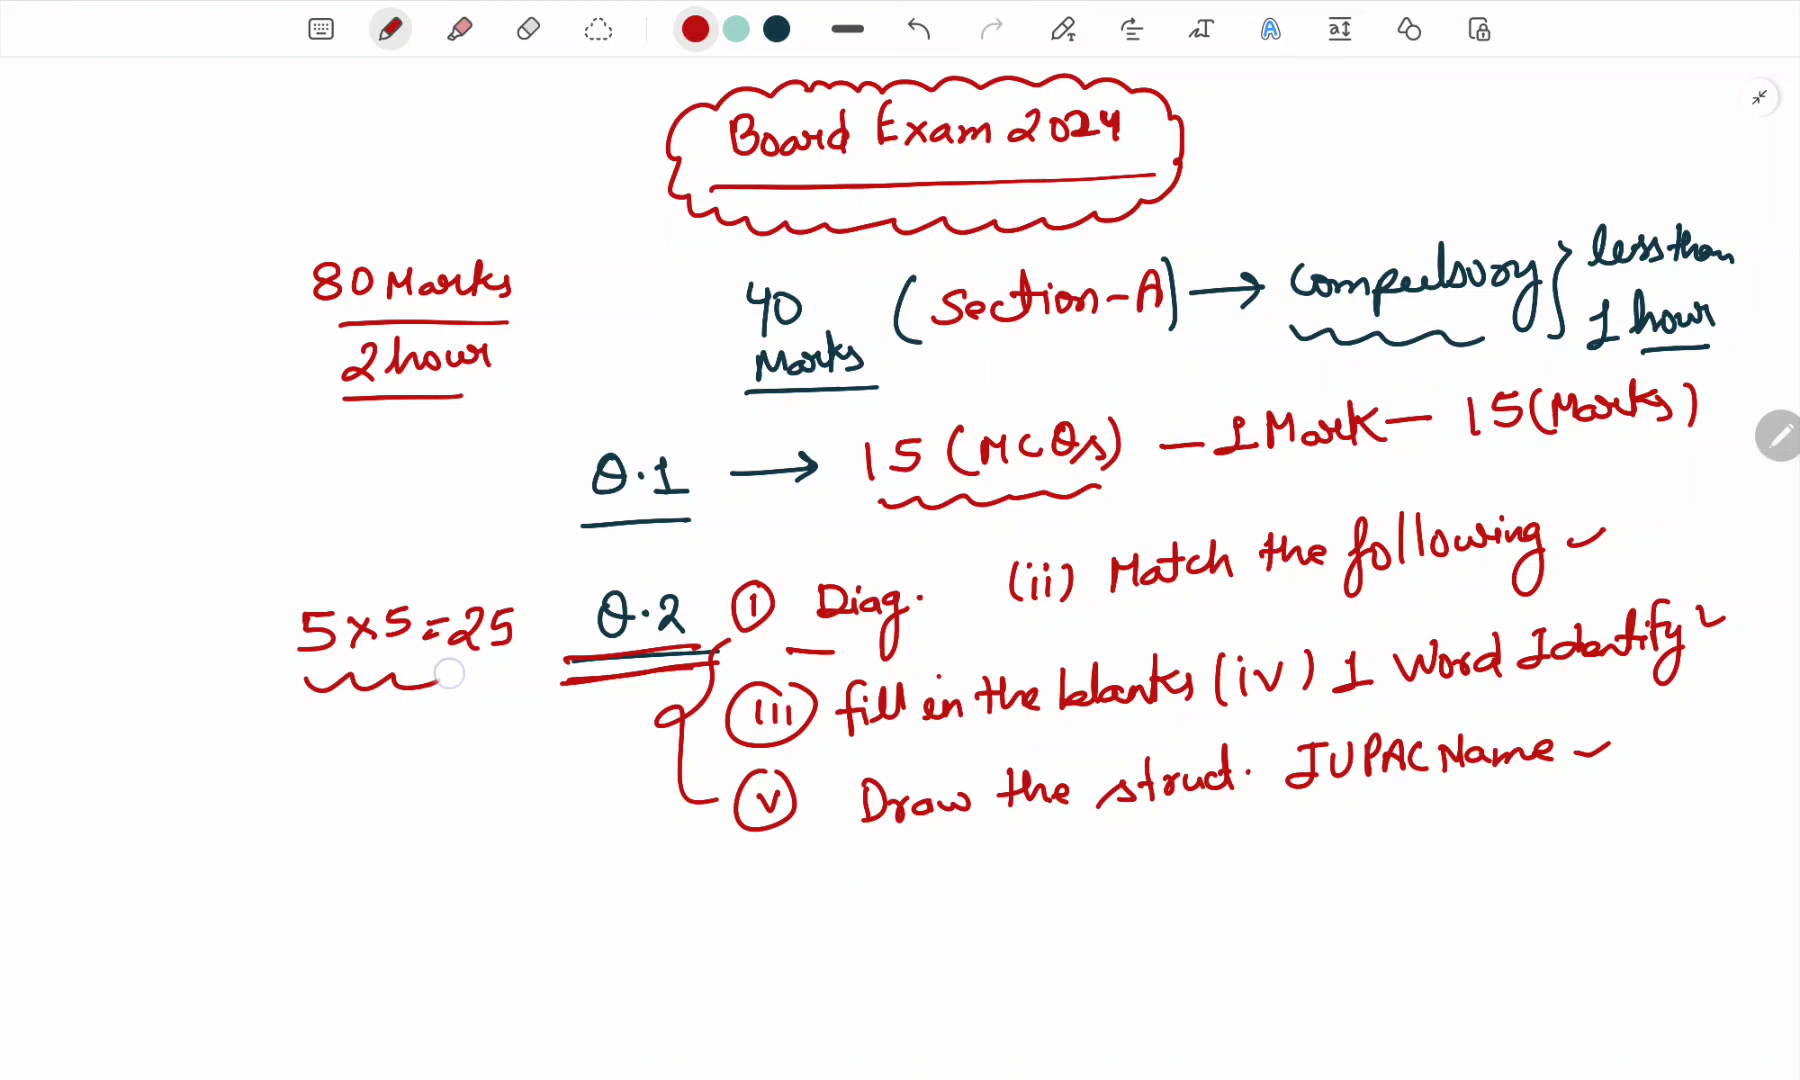 Board Exam 2024
80 Marks
2 hour
40 Marks (Section-A) → Compulsory } less than 1 hour
Q.1 → 15 (MCQs) — 1 Mark — 15 (Marks)
5 x 5 = 25
Q.2 (i) Diag. (ii) Match the following
(iii) fill in the blanks (iv) 1 Word Identify
(v) Draw the struct. IUPAC Name